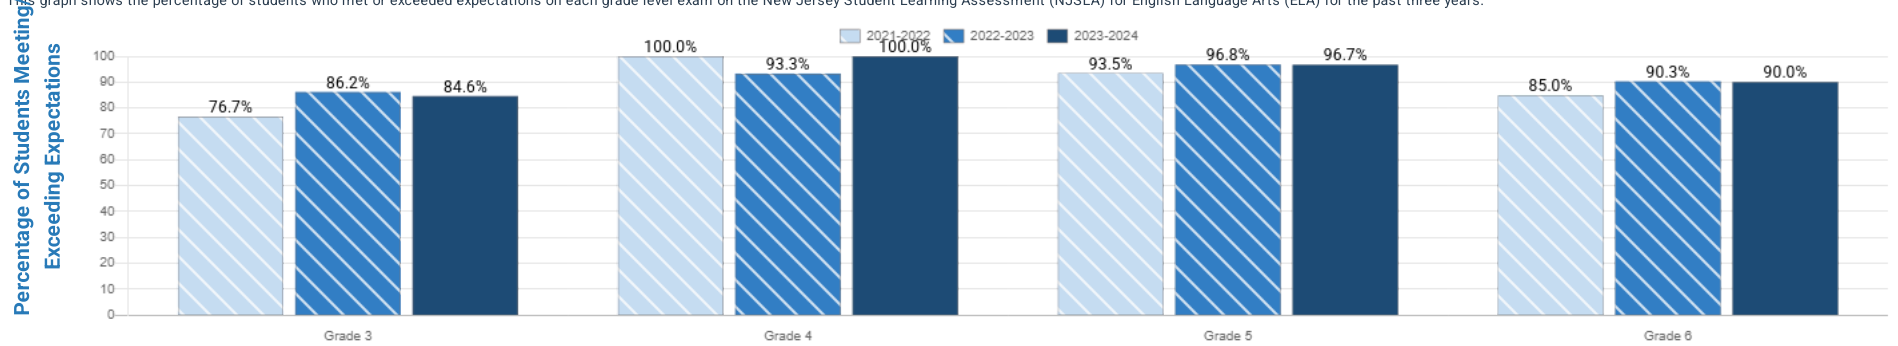 This graph shows the percentage of students who met or exceeded expectations on each grade level exam on the New Jersey Student Learning Assessment (NJSLA) for English Language Arts (ELA) for the past three years.
Percentage of Students Meeting/
Exceeding Expectations
2021-2022 2022-2023 2023-2024
100
90
80
70
60
50
40
30
20
10
0
76.7% 86.2% 84.6%
100.0% 93.3% 100.0%
93.5% 96.8% 96.7%
85.0% 90.3% 90.0%
Grade 3 Grade 4 Grade 5 Grade 6